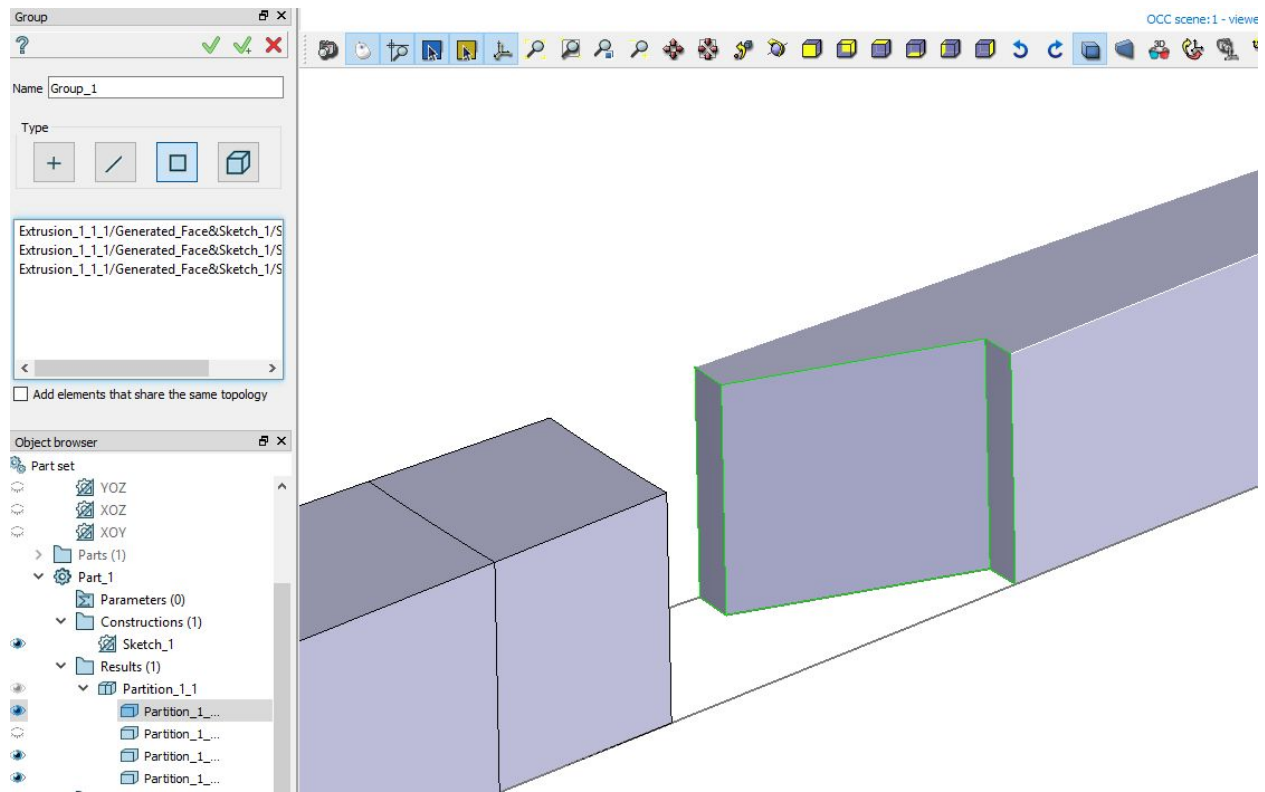 Group
OCC scene:1 - viewe
Name Group_1
Type
Extrusion_1_1_1/Generated_Face&Sketch_1/S
Extrusion_1_1_1/Generated_Face&Sketch_1/S
Extrusion_1_1_1/Generated_Face&Sketch_1/S
Add elements that share the same topology
Object browser
Part set
YOZ
XOZ
XOY
Parts (1)
Part_1
Parameters (0)
Constructions (1)
Sketch_1
Results (1)
Partition_1_1
Partition_1_...
Partition_1_...
Partition_1_...
Partition_1_...